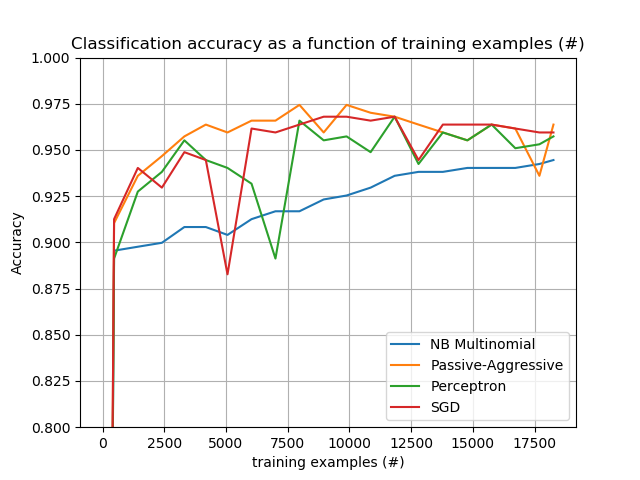 Classification accuracy as a function of training examples (#)
1.000
0.975
0.950
0.925
0.900
0.875
0.850
0.825
0.800
Accuracy
NB Multinomial
Passive-Aggressive
Perceptron
SGD
0 2500 5000 7500 10000 12500 15000 17500
training examples (#)